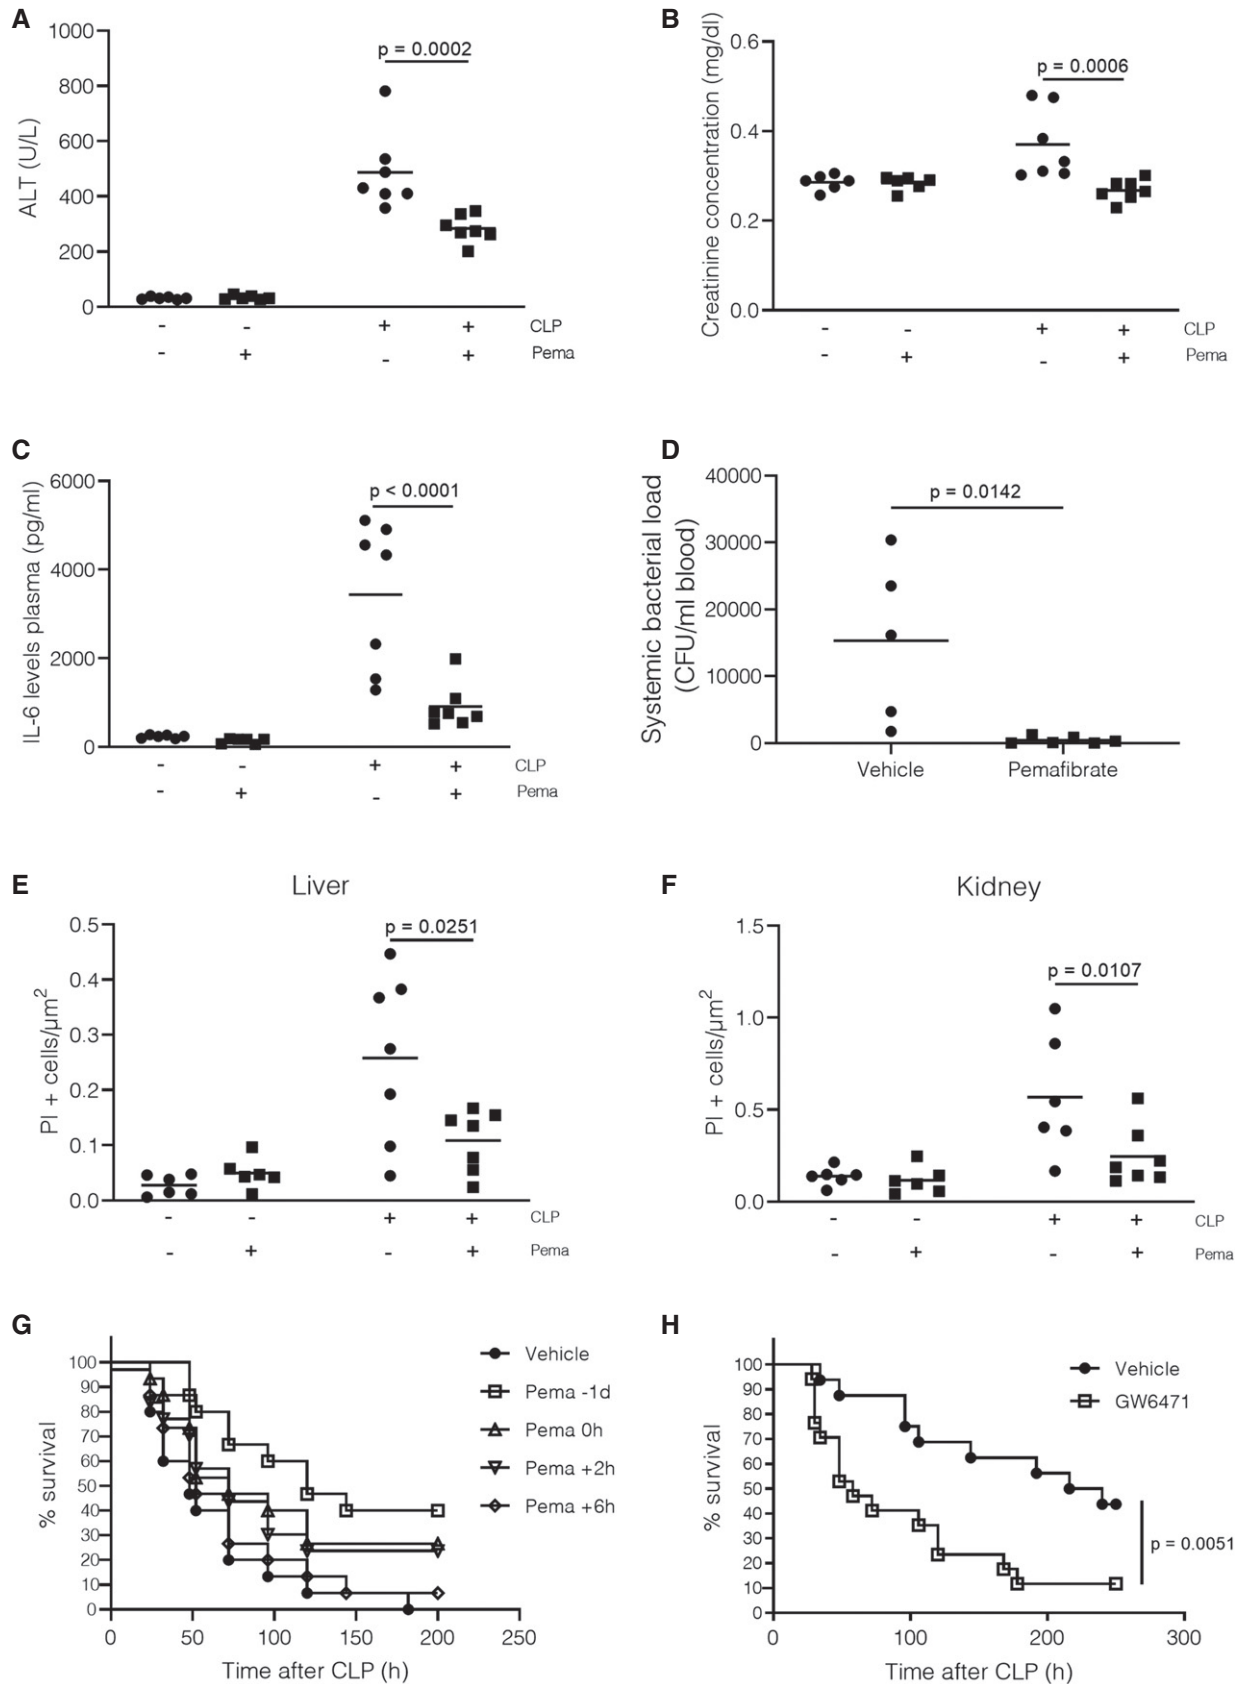 A
ALT (U/L)
1000
800
600
400
200
0
p = 0.0002
- - + + CLP
- + - + Pema
B
Creatinine concentration (mg/dl)
0.6
0.4
0.2
0.0
p = 0.0006
- - + + CLP
- + - + Pema
C
IL-6 levels plasma (pg/ml)
6000
4000
2000
0
p < 0.0001
- - + + CLP
- + - + Pema
D
Systemic bacterial load
(CFU/ml blood)
40000
30000
20000
10000
0
p = 0.0142
Vehicle Pemafibrate
E
Liver
PI + cells/µm²
0.5
0.4
0.3
0.2
0.1
0.0
p = 0.0251
- - + + CLP
- + - + Pema
F
Kidney
PI + cells/µm²
1.5
1.0
0.5
0.0
p = 0.0107
- - + + CLP
- + - + Pema
G
% survival
100
90
80
70
60
50
40
30
20
10
0
0 50 100 150 200 250
Time after CLP (h)
Vehicle
Pema -1d
Pema 0h
Pema +2h
Pema +6h
H
% survival
100
90
80
70
60
50
40
30
20
10
0
0 100 200 300
Time after CLP (h)
Vehicle
GW6471
p = 0.0051